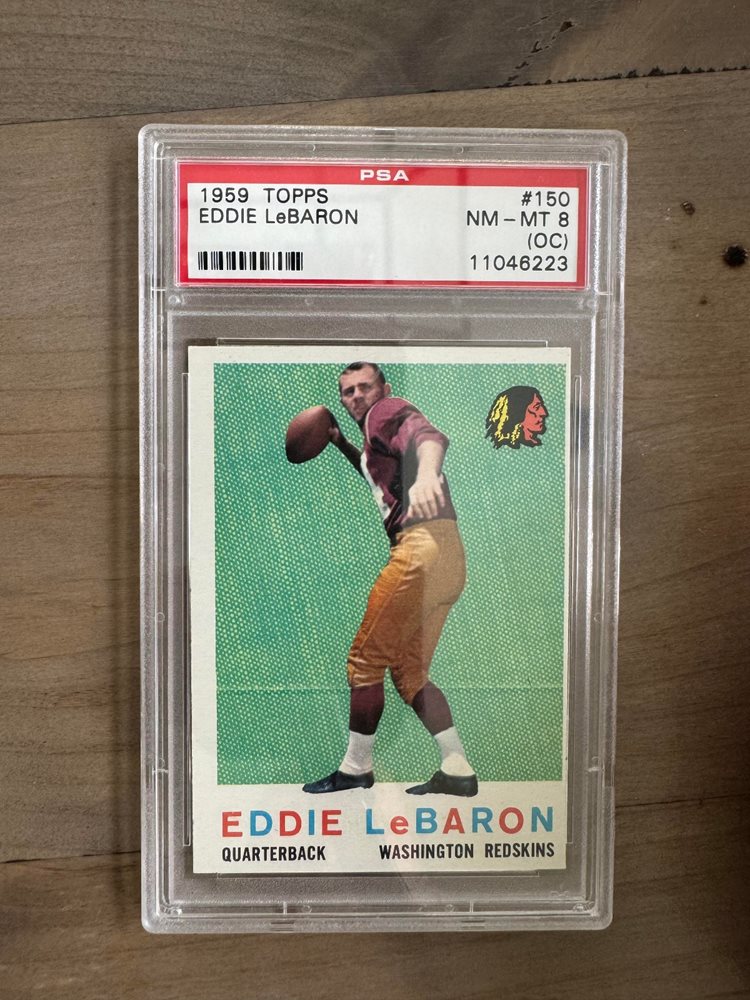 PSA
1959 TOPPS #150
EDDIE LeBARON NM-MT 8
(OC)
11046223
EDDIE LeBARON
QUARTERBACK WASHINGTON REDSKINS